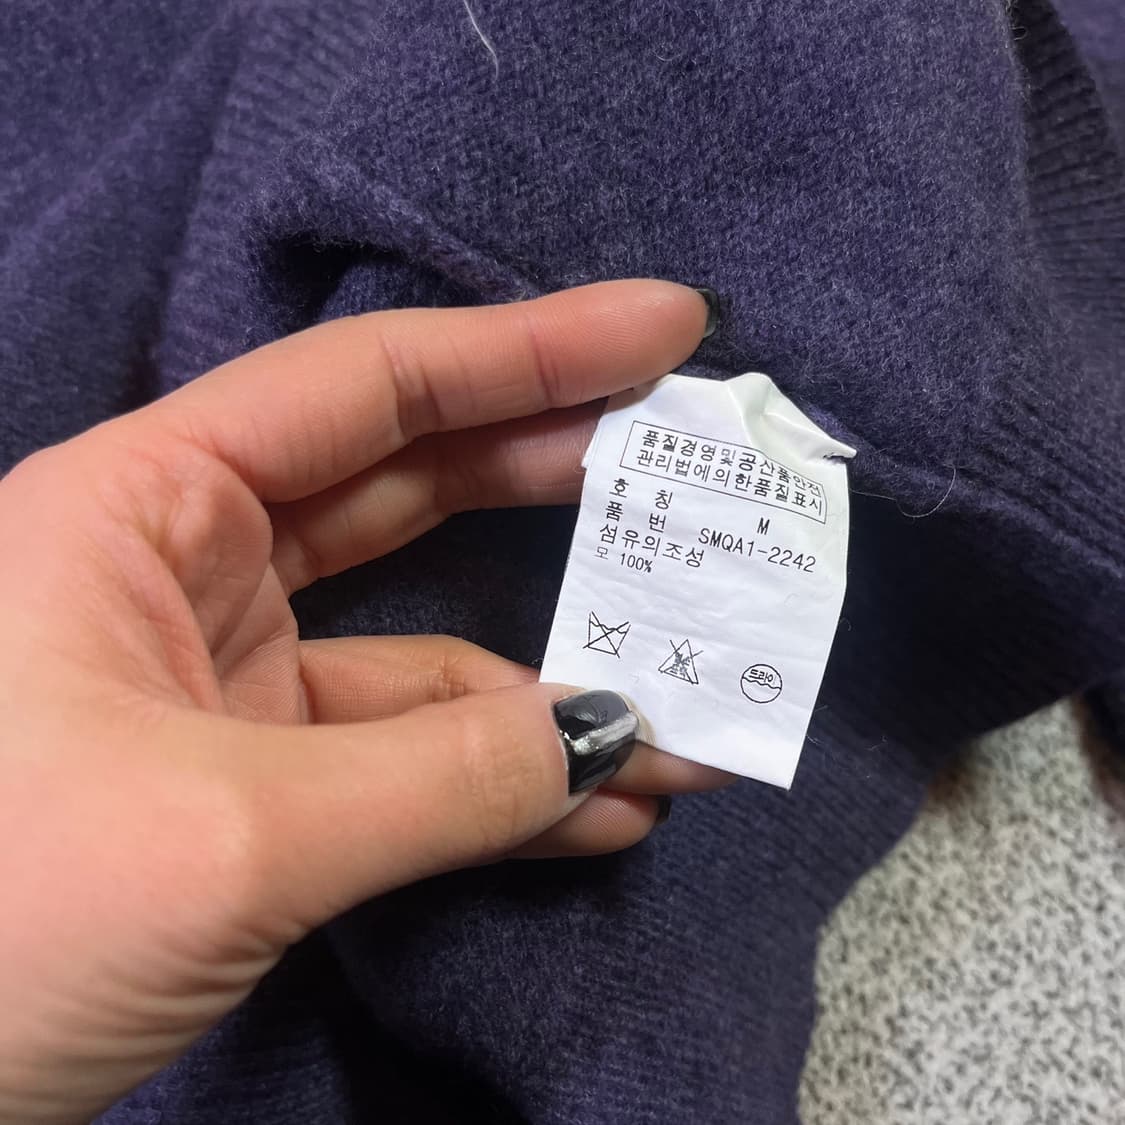 품질경영및공산품안전
관리법에의한품질표시
호 칭 M
품 번 SMQA1-2242
섬유의조성
모 100%
드라이